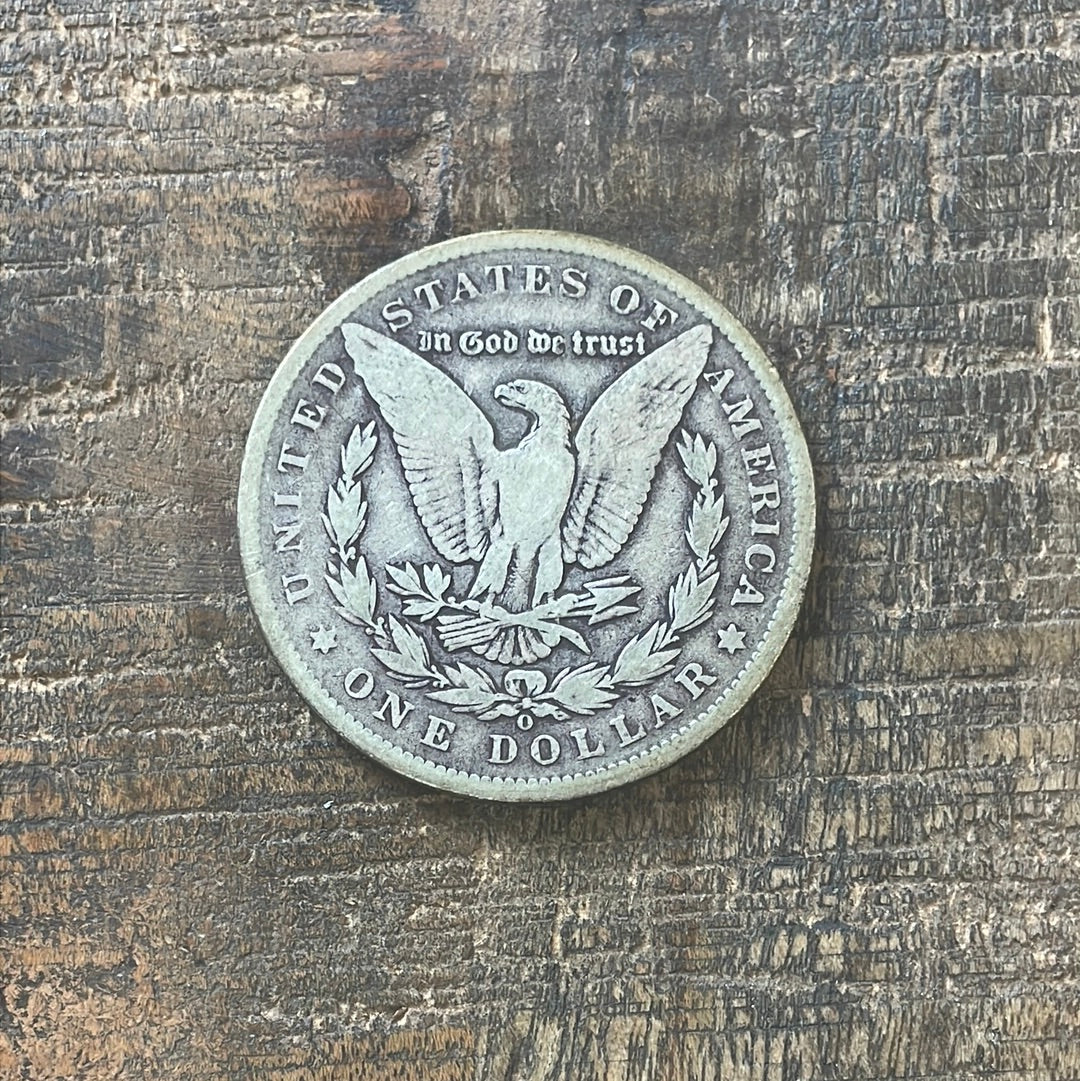 UNITED STATES OF AMERICA
In God we trust
O
ONE DOLLAR